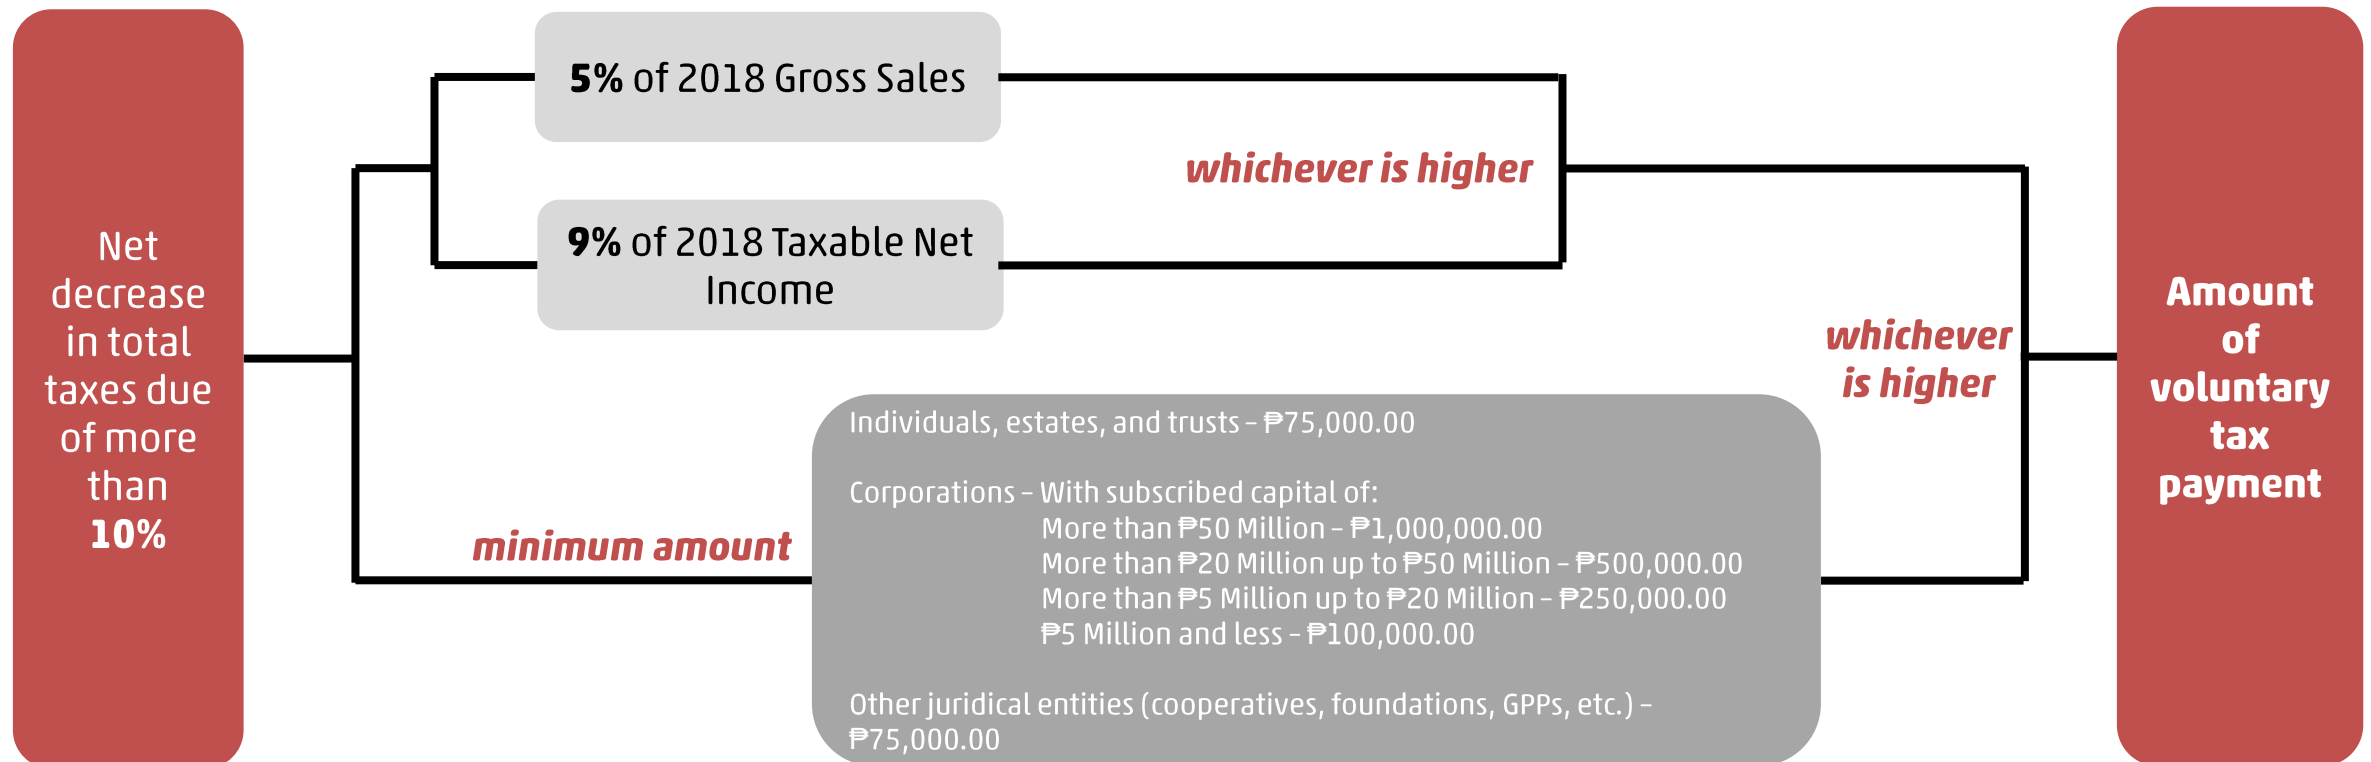 Net
decrease
in total
taxes due
of more
than
10%
5% of 2018 Gross Sales
9% of 2018 Taxable Net
Income
whichever is higher
minimum amount
Individuals, estates, and trusts – ₱75,000.00
Corporations – With subscribed capital of:
More than ₱50 Million – ₱1,000,000.00
More than ₱20 Million up to ₱50 Million – ₱500,000.00
More than ₱5 Million up to ₱20 Million – ₱250,000.00
₱5 Million and less – ₱100,000.00
Other juridical entities (cooperatives, foundations, GPPs, etc.) –
₱75,000.00
whichever
is higher
Amount
of
voluntary
tax
payment